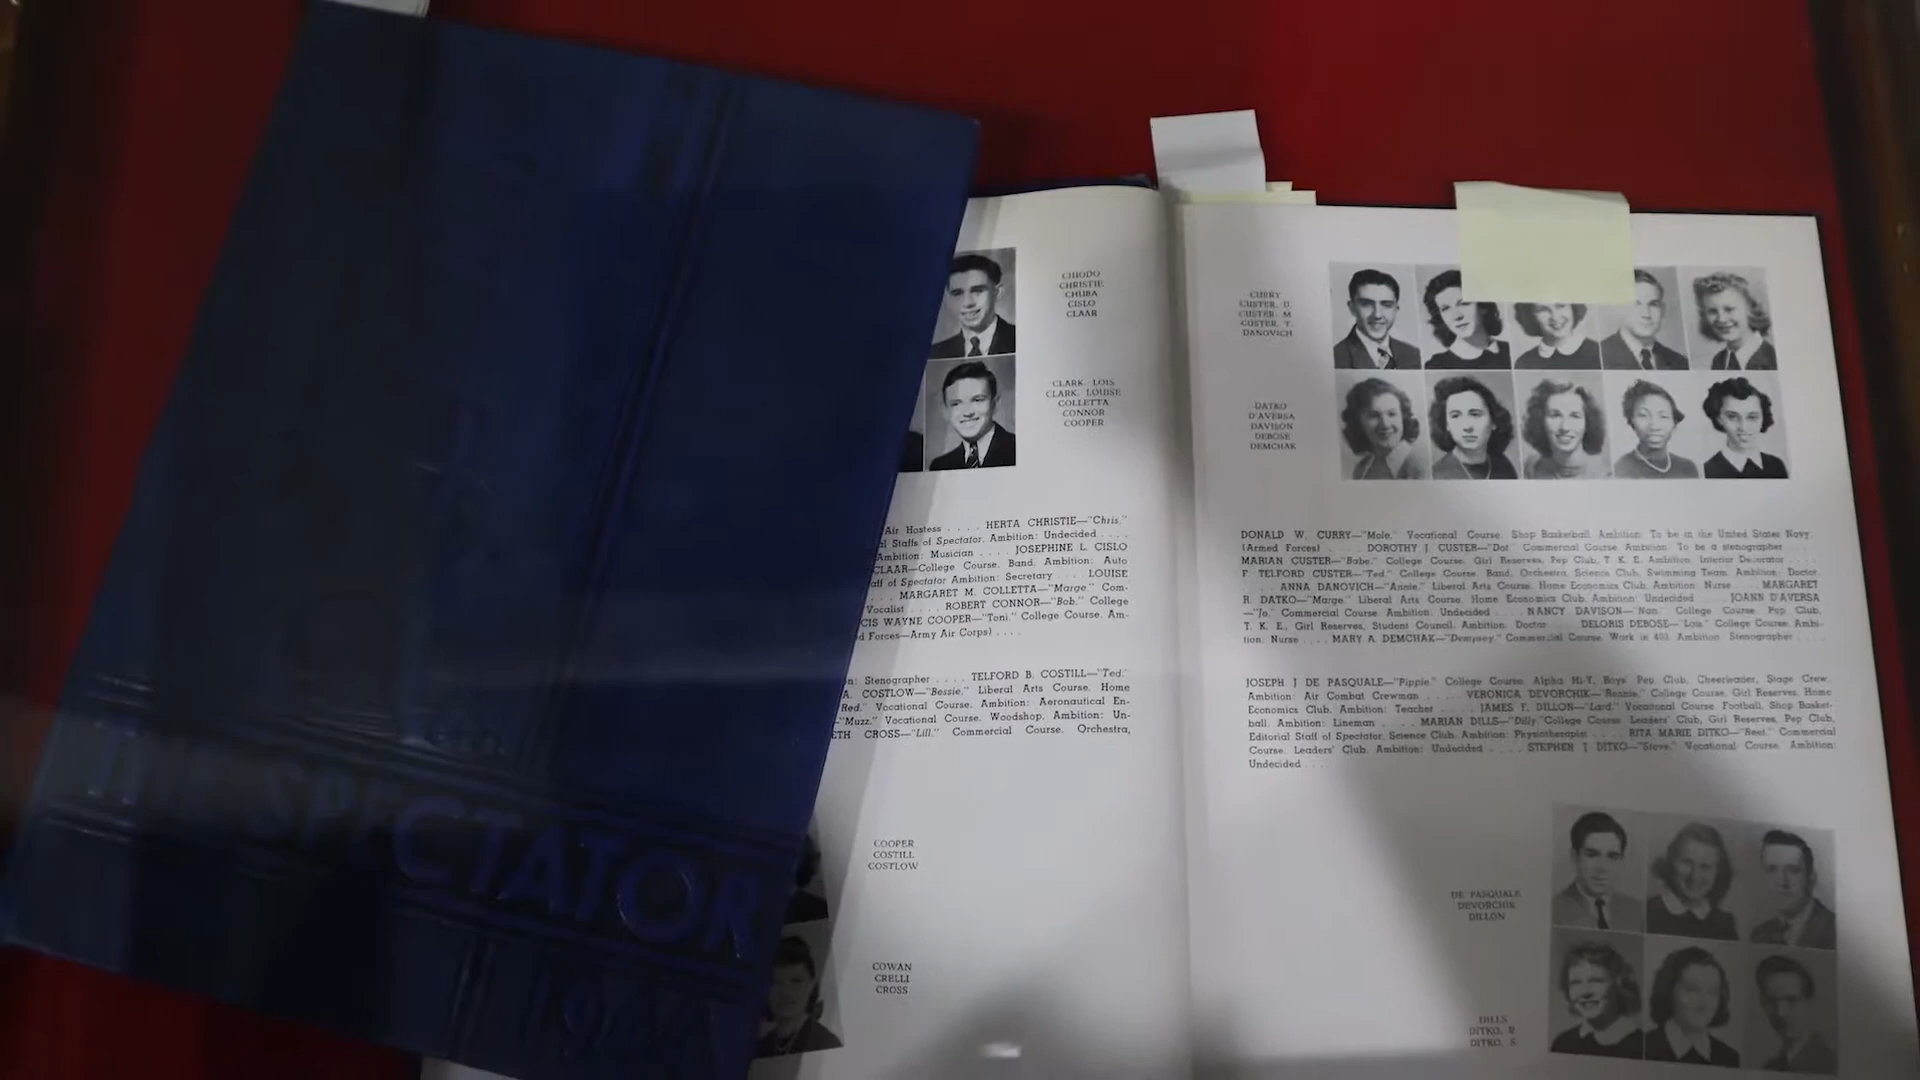 THE SPECTATOR
CHIODO
CHRISTIE
CHUBA
CISLO
CLAAR
CLARK, LOIS
CLARK, LOUISE
COLLETTA
CONNOR
COOPER
Air Hostess . . . . HERTA CHRISTIE—"Chris."
Staffs of Spectator. Ambition: Undecided . . . .
Ambition: Musician . . . . JOSEPHINE L. CISLO
CLAAR—College Course. Band. Ambition: Auto
of Spectator Ambition: Secretary . . . . LOUISE
. . . . MARGARET M. COLLETTA—"Marge." Com-
Vocalist . . . . ROBERT CONNOR—"Bob." College
CIS WAYNE COOPER—"Toni." College Course. Am-
d Forces—Army Air Corps) . . . .
n: Stenographer . . . . TELFORD B. COSTILL—"Ted."
A. COSTLOW—"Bessie." Liberal Arts Course. Home
Red." Vocational Course. Ambition: Aeronautical En-
"Muzz." Vocational Course. Woodshop. Ambition: Un-
ETH CROSS—"Lill." Commercial Course. Orchestra,
COOPER
COSTILL
COSTLOW
COWAN
CRELLI
CROSS
CURRY
CUSTER, D.
CUSTER, M.
CUSTER, T.
DANOVICH
DATKO
D'AVERSA
DAVISON
DEBOSE
DEMCHAK
DONALD W. CURRY—"Mole." Vocational Course. Shop Basketball. Ambition: To be in the United States Navy.
(Armed Forces) . . . . DOROTHY J. CUSTER—"Dot." Commercial Course. Ambition: To be a stenographer . . . .
MARIAN CUSTER—"Babe." College Course. Girl Reserves, Pep Club, T. K. E. Ambition: Interior Decorator . . . .
F. TELFORD CUSTER—"Ted." College Course. Band, Orchestra, Science Club, Swimming Team. Ambition: Doctor
. . . . ANNA DANOVICH—"Annie." Liberal Arts Course. Home Economics Club. Ambition: Nurse . . . . MARGARET
R. DATKO—"Marge." Liberal Arts Course. Home Economics Club. Ambition: Undecided . . . . JOANN D'AVERSA
—"Jo." Commercial Course. Ambition: Undecided . . . . NANCY DAVISON—"Nan." College Course. Pep Club,
T. K. E., Girl Reserves, Student Council. Ambition: Doctor . . . . DELORIS DEBOSE—"Lois." College Course. Ambi-
tion: Nurse . . . . MARY A. DEMCHAK—"Dempsey." Commercial Course. Work in 403. Ambition: Stenographer . . . .
JOSEPH J. DE PASQUALE—"Pippie." College Course. Alpha Hi-Y, Boys' Pep Club, Cheerleader, Stage Crew.
Ambition: Air Combat Crewman . . . . VERONICA DEVORCHIK—"Ronnie." College Course. Girl Reserves, Home
Economics Club. Ambition: Teacher . . . . JAMES F. DILLON—"Lard." Vocational Course. Football, Shop Basket-
ball. Ambition: Lineman . . . . MARIAN DILLS—"Dilly." College Course. Leaders' Club, Girl Reserves, Pep Club,
Editorial Staff of Spectator, Science Club. Ambition: Physiotherapist . . . . RITA MARIE DITKO—"Reet." Commercial
Course. Leaders' Club. Ambition: Undecided . . . . STEPHEN J. DITKO—"Steve." Vocational Course. Ambition:
Undecided . . . .
DE PASQUALE
DEVORCHIK
DILLON
DILLS
DITKO, R.
DITKO, S.